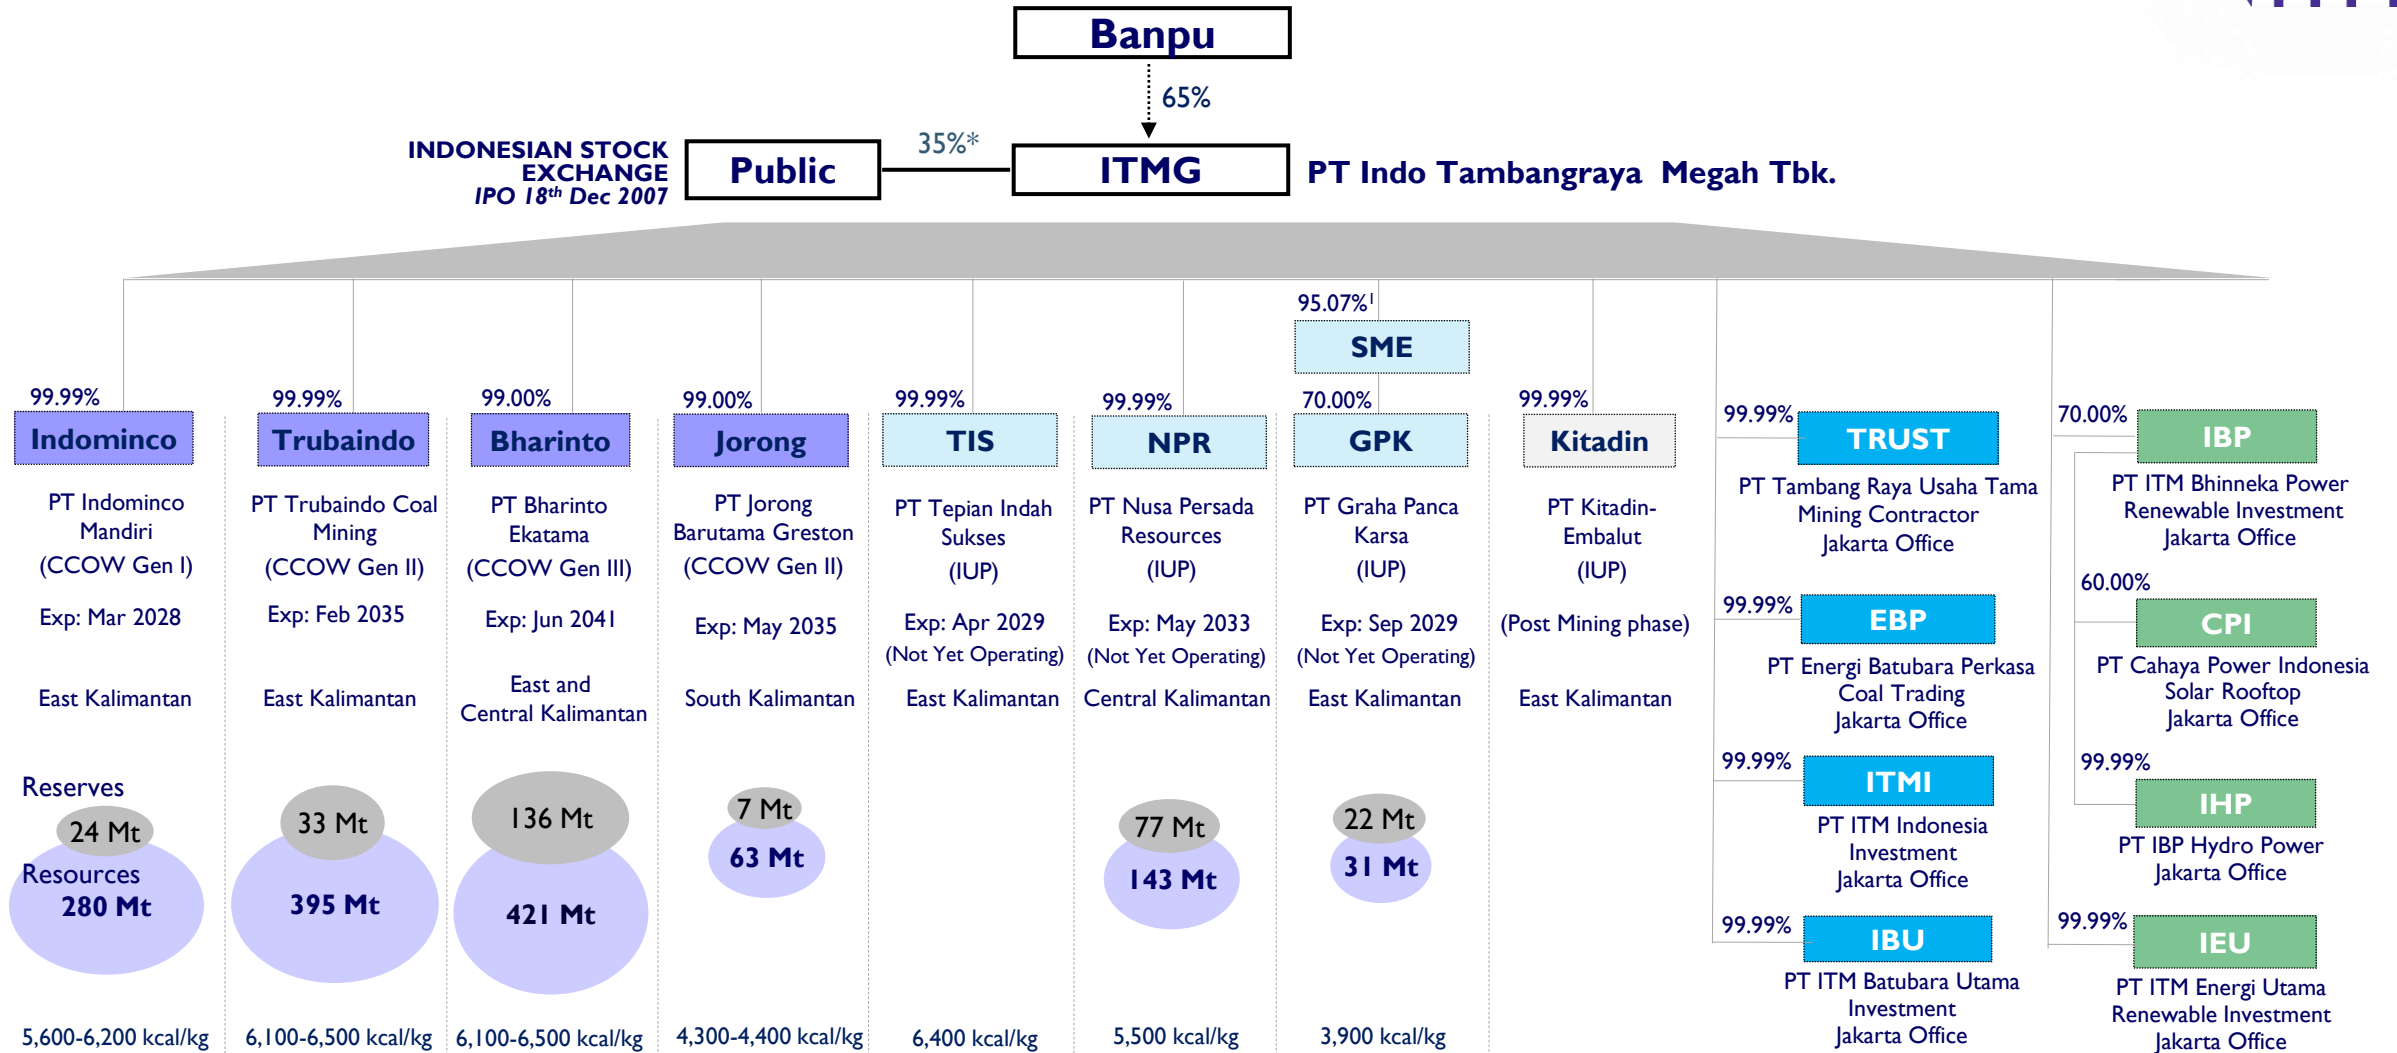 Banpu
65%
INDONESIAN STOCK
EXCHANGE
IPO 18th Dec 2007
Public
35%*
ITMG
PT Indo Tambangraya Megah Tbk.
99.99%
Indominco
PT Indominco
Mandiri
(CCOW Gen I)
Exp: Mar 2028
East Kalimantan
Reserves
24 Mt
Resources
280 Mt
5,600-6,200 kcal/kg
99.99%
Trubaindo
PT Trubaindo Coal
Mining
(CCOW Gen II)
Exp: Feb 2035
East Kalimantan
33 Mt
395 Mt
6,100-6,500 kcal/kg
99.00%
Bharinto
PT Bharinto
Ekatama
(CCOW Gen III)
Exp: Jun 2041
East and
Central Kalimantan
136 Mt
421 Mt
6,100-6,500 kcal/kg
99.00%
Jorong
PT Jorong
Barutama Greston
(CCOW Gen II)
Exp: May 2035
South Kalimantan
7 Mt
63 Mt
4,300-4,400 kcal/kg
99.99%
TIS
PT Tepian Indah
Sukses
(IUP)
Exp: Apr 2029
(Not Yet Operating)
East Kalimantan
6,400 kcal/kg
99.99%
NPR
PT Nusa Persada
Resources
(IUP)
Exp: May 2033
(Not Yet Operating)
Central Kalimantan
77 Mt
143 Mt
5,500 kcal/kg
95.07%1
SME
70.00%
GPK
PT Graha Panca
Karsa
(IUP)
Exp: Sep 2029
(Not Yet Operating)
East Kalimantan
22 Mt
31 Mt
3,900 kcal/kg
99.99%
Kitadin
PT Kitadin-
Embalut
(IUP)
(Post Mining phase)
East Kalimantan
99.99%
TRUST
PT Tambang Raya Usaha Tama
Mining Contractor
Jakarta Office
99.99%
EBP
PT Energi Batubara Perkasa
Coal Trading
Jakarta Office
99.99%
ITMI
PT ITM Indonesia
Investment
Jakarta Office
99.99%
IBU
PT ITM Batubara Utama
Investment
Jakarta Office
70.00%
IBP
PT ITM Bhinneka Power
Renewable Investment
Jakarta Office
60.00%
CPI
PT Cahaya Power Indonesia
Solar Rooftop
Jakarta Office
99.99%
IHP
PT IBP Hydro Power
Jakarta Office
99.99%
IEU
PT ITM Energi Utama
Renewable Investment
Jakarta Office